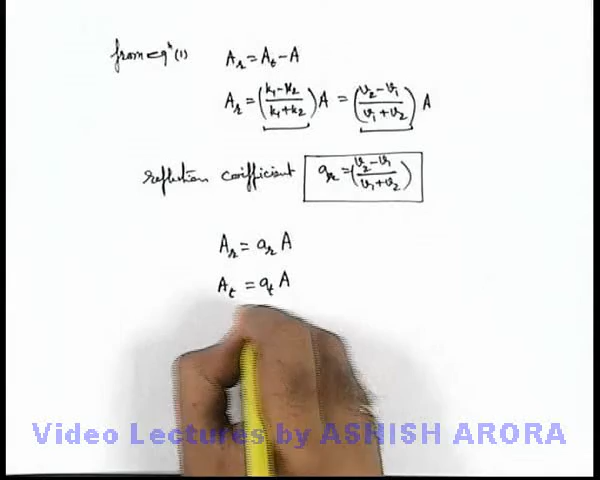 from eqⁿ (1) Aᵣ = Aₜ - A
Aᵣ = (k₁-k₂/k₁+k₂) A = (v₂-v₁/v₁+v₂) A
reflection coefficient aᵣ = (v₂-v₁/v₁+v₂)
Aᵣ = aᵣ A
Aₜ = aₜ A
Video Lectures by ASHISH ARORA